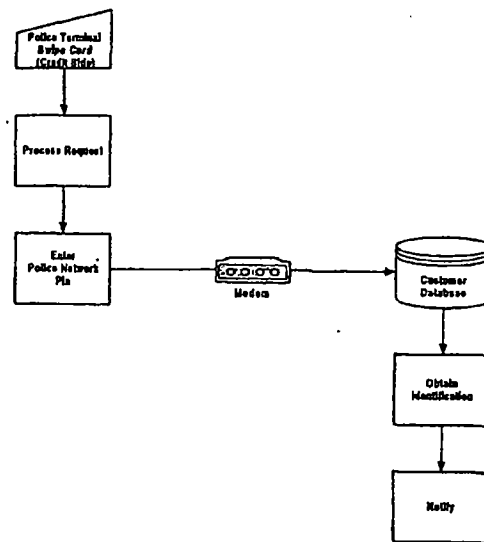 Police Terminal
Swipe Card
(Credit Side)
Process Request
Enter
Police Network
Pin
Modem
Customer
Database
Obtain
Identification
Notify